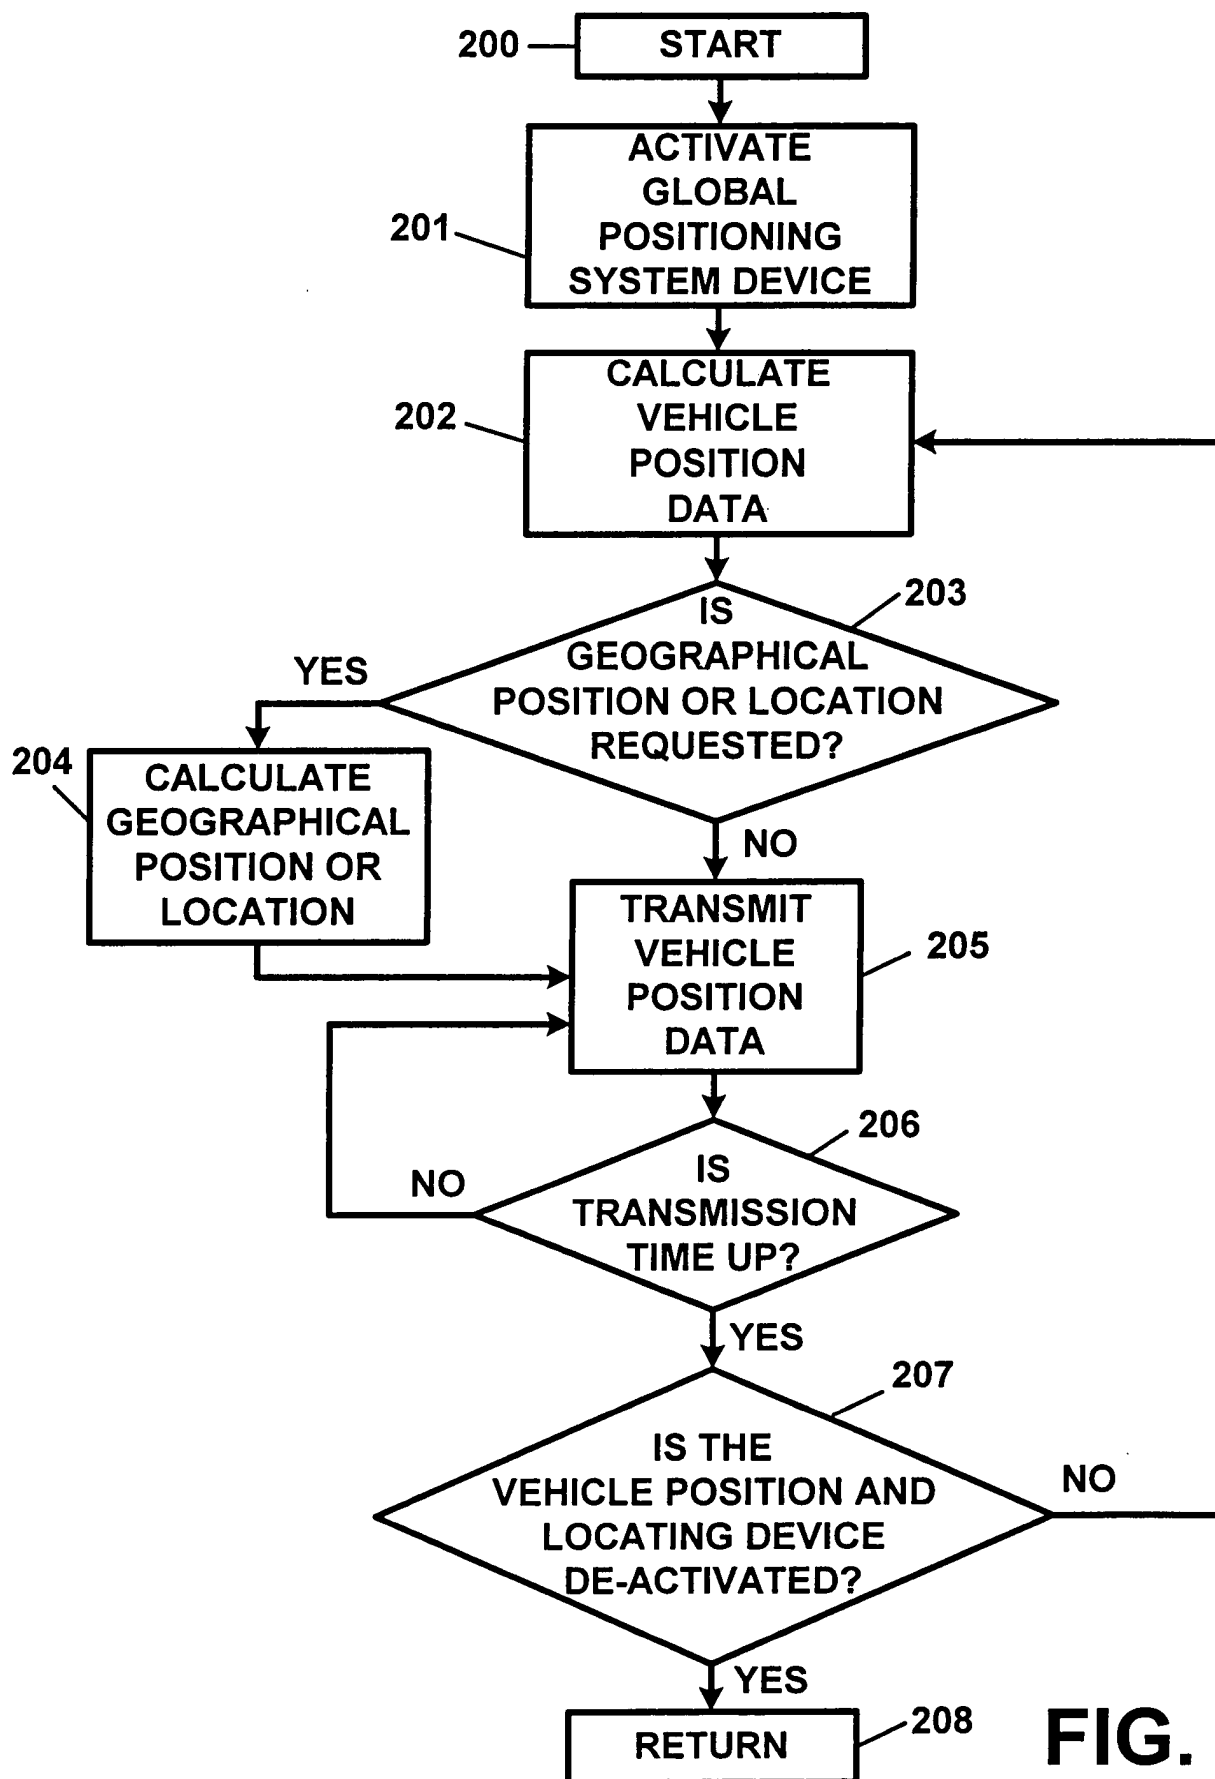 200
START
ACTIVATE
GLOBAL
POSITIONING
SYSTEM DEVICE
201
CALCULATE
VEHICLE
POSITION
DATA
202
203
IS
GEOGRAPHICAL
POSITION OR LOCATION
REQUESTED?
YES
204
CALCULATE
GEOGRAPHICAL
POSITION OR
LOCATION
NO
TRANSMIT
VEHICLE
POSITION
DATA
205
206
IS
TRANSMISSION
TIME UP?
NO
YES
207
IS THE
VEHICLE POSITION AND
LOCATING DEVICE
DE-ACTIVATED?
NO
YES
RETURN
208
FIG.